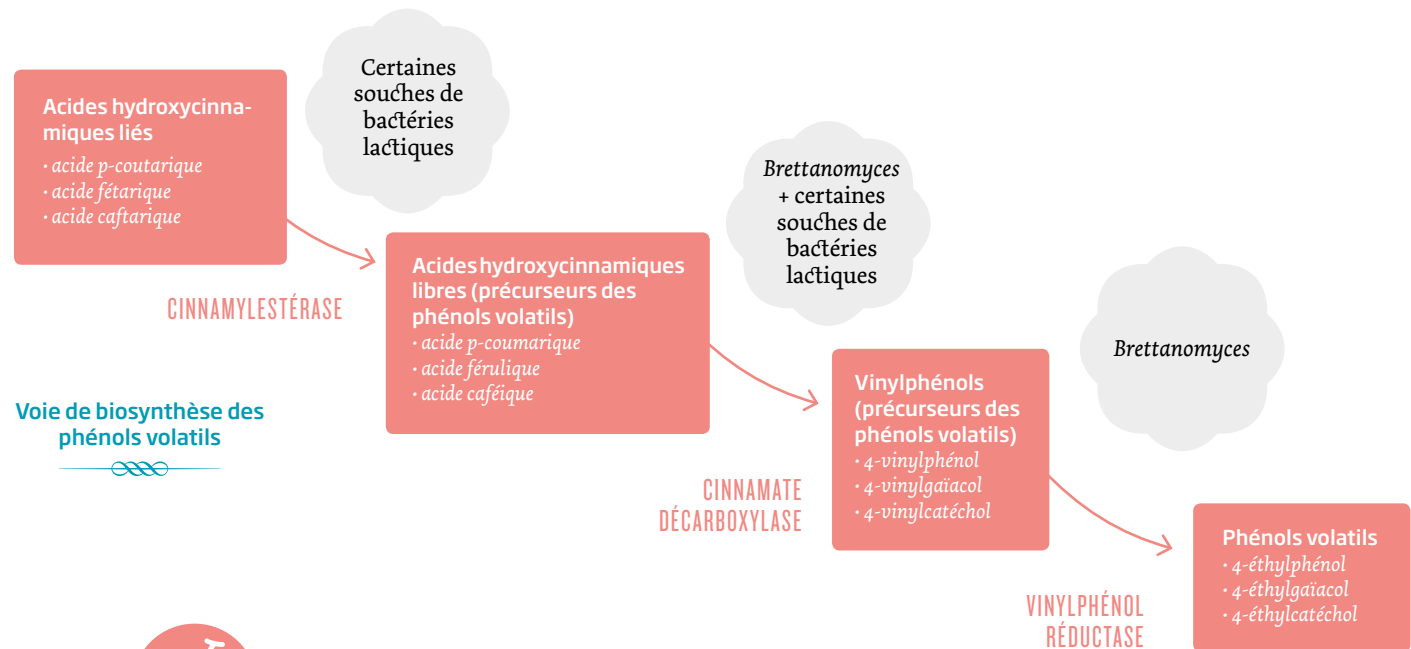 Acides hydroxycinna-
miques liés
• acide p-coutarique
• acide fétarique
• acide caftarique
Certaines
souches de
bactéries
lactiques
CINNAMYLESTÉRASE
Acides hydroxycinnamiques
libres (précurseurs des
phénols volatils)
• acide p-coumarique
• acide férulique
• acide caféique
Brettanomyces
+ certaines
souches de
bactéries
lactiques
Voie de biosynthèse des
phénols volatils
CINNAMATE
DÉCARBOXYLASE
Vinylphénols
(précurseurs des
phénols volatils)
• 4-vinylphénol
• 4-vinylgaïacol
• 4-vinylcatéchol
Brettanomyces
VINYLPHÉNOL
RÉDUCTASE
Phénols volatils
• 4-éthylphénol
• 4-éthylgaïacol
• 4-éthylcatéchol